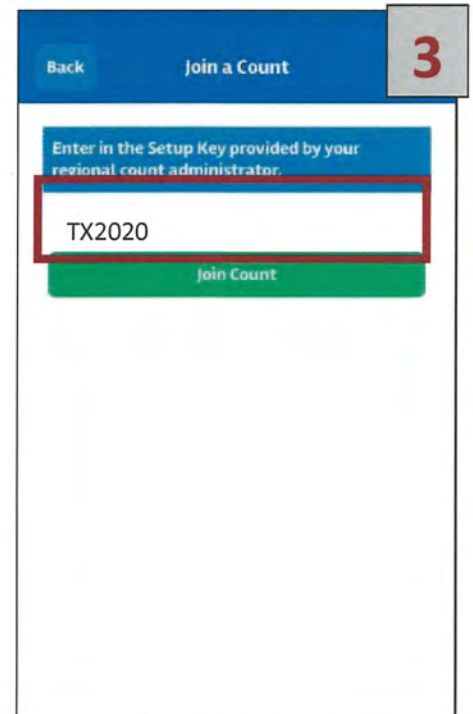 Back
Join a Count
3
Enter in the Setup Key provided by your
regional count administrator.
TX2020
Join Count